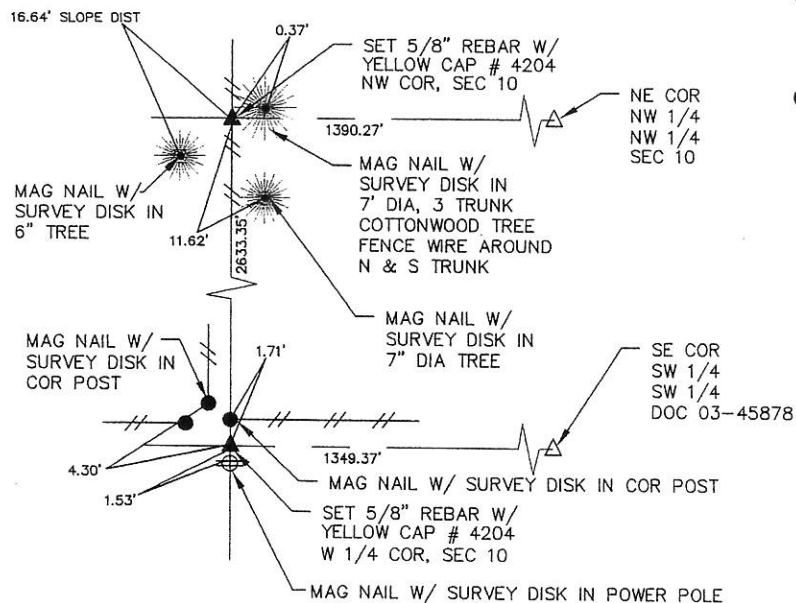 16.64' SLOPE DIST
0.37'
SET 5/8" REBAR W/
YELLOW CAP # 4204
NW COR, SEC 10
1390.27'
NE COR
NW 1/4
NW 1/4
SEC 10
MAG NAIL W/
SURVEY DISK IN
6" TREE
MAG NAIL W/
SURVEY DISK IN
7' DIA, 3 TRUNK
COTTONWOOD TREE
FENCE WIRE AROUND
N & S TRUNK
11.62'
2633.35'
MAG NAIL W/
SURVEY DISK IN
7" DIA TREE
MAG NAIL W/
SURVEY DISK IN
COR POST
1.71'
SE COR
SW 1/4
SW 1/4
DOC 03-45878
4.30'
1349.37'
1.53'
MAG NAIL W/ SURVEY DISK IN COR POST
SET 5/8" REBAR W/
YELLOW CAP # 4204
W 1/4 COR, SEC 10
MAG NAIL W/ SURVEY DISK IN POWER POLE